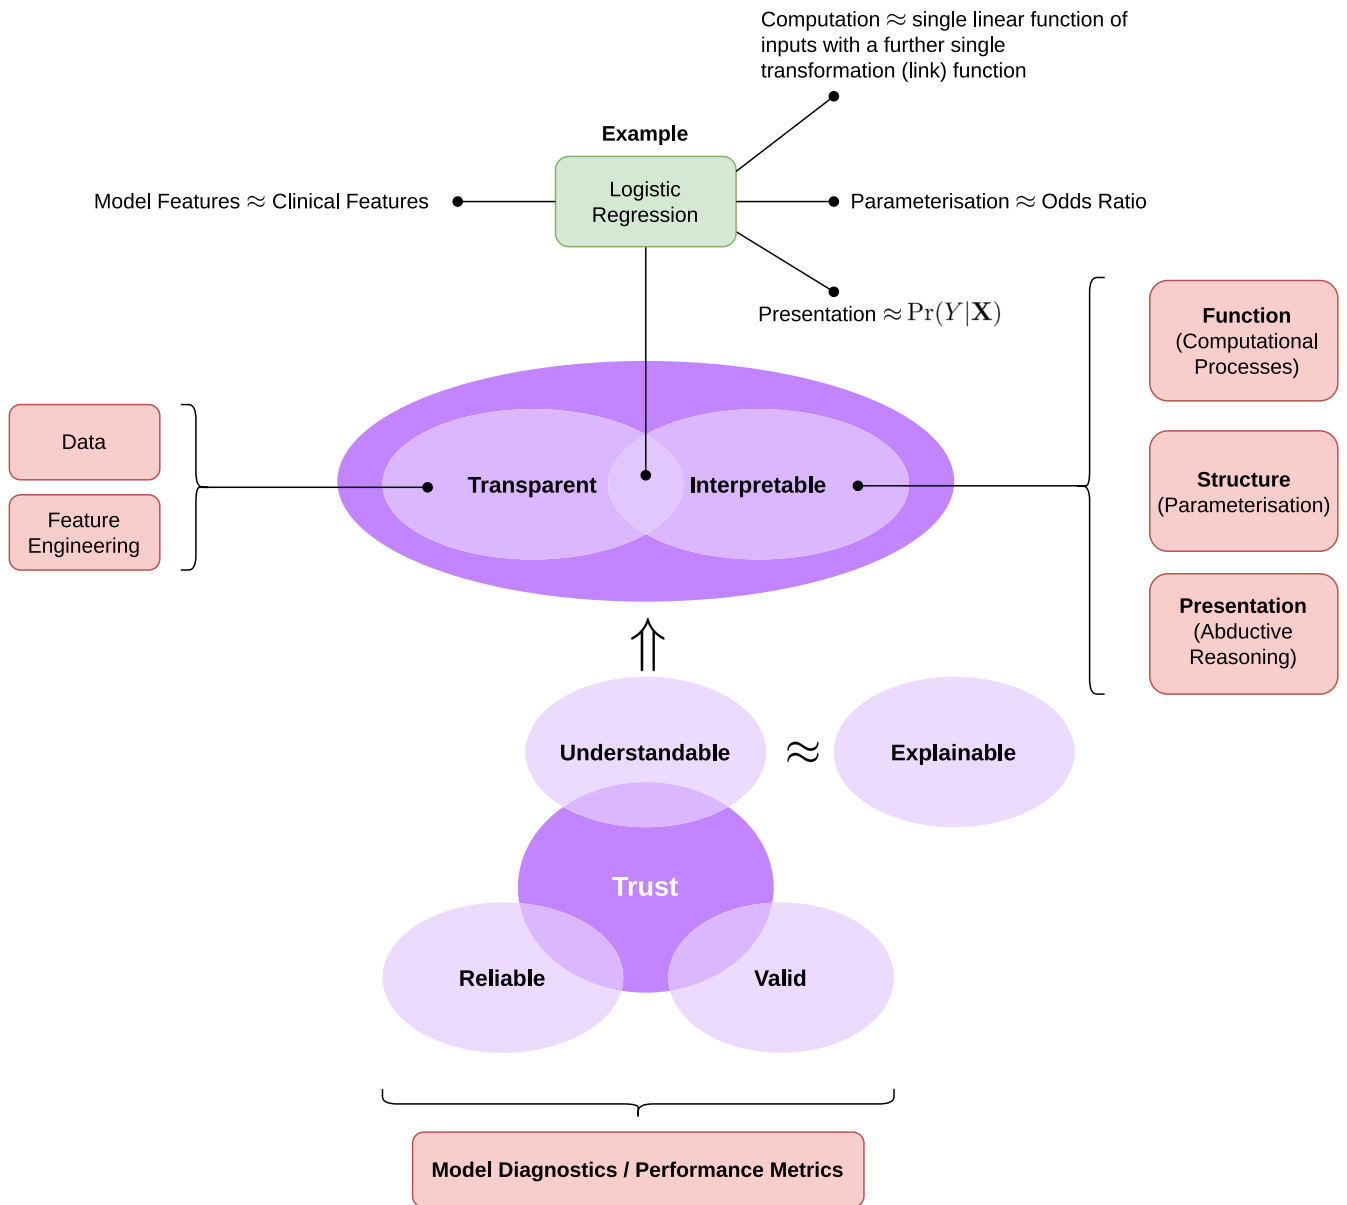 Computation ≈ single linear function of
inputs with a further single
transformation (link) function
Example
Logistic
Regression
Model Features ≈ Clinical Features
Parameterisation ≈ Odds Ratio
Presentation ≈ Pr(Y|X)
Function
(Computational
Processes)
Data
Feature
Engineering
Transparent
Interpretable
Structure
(Parameterisation)
Presentation
(Abductive
Reasoning)
⇑
Understandable
≈
Explainable
Trust
Reliable
Valid
Model Diagnostics / Performance Metrics